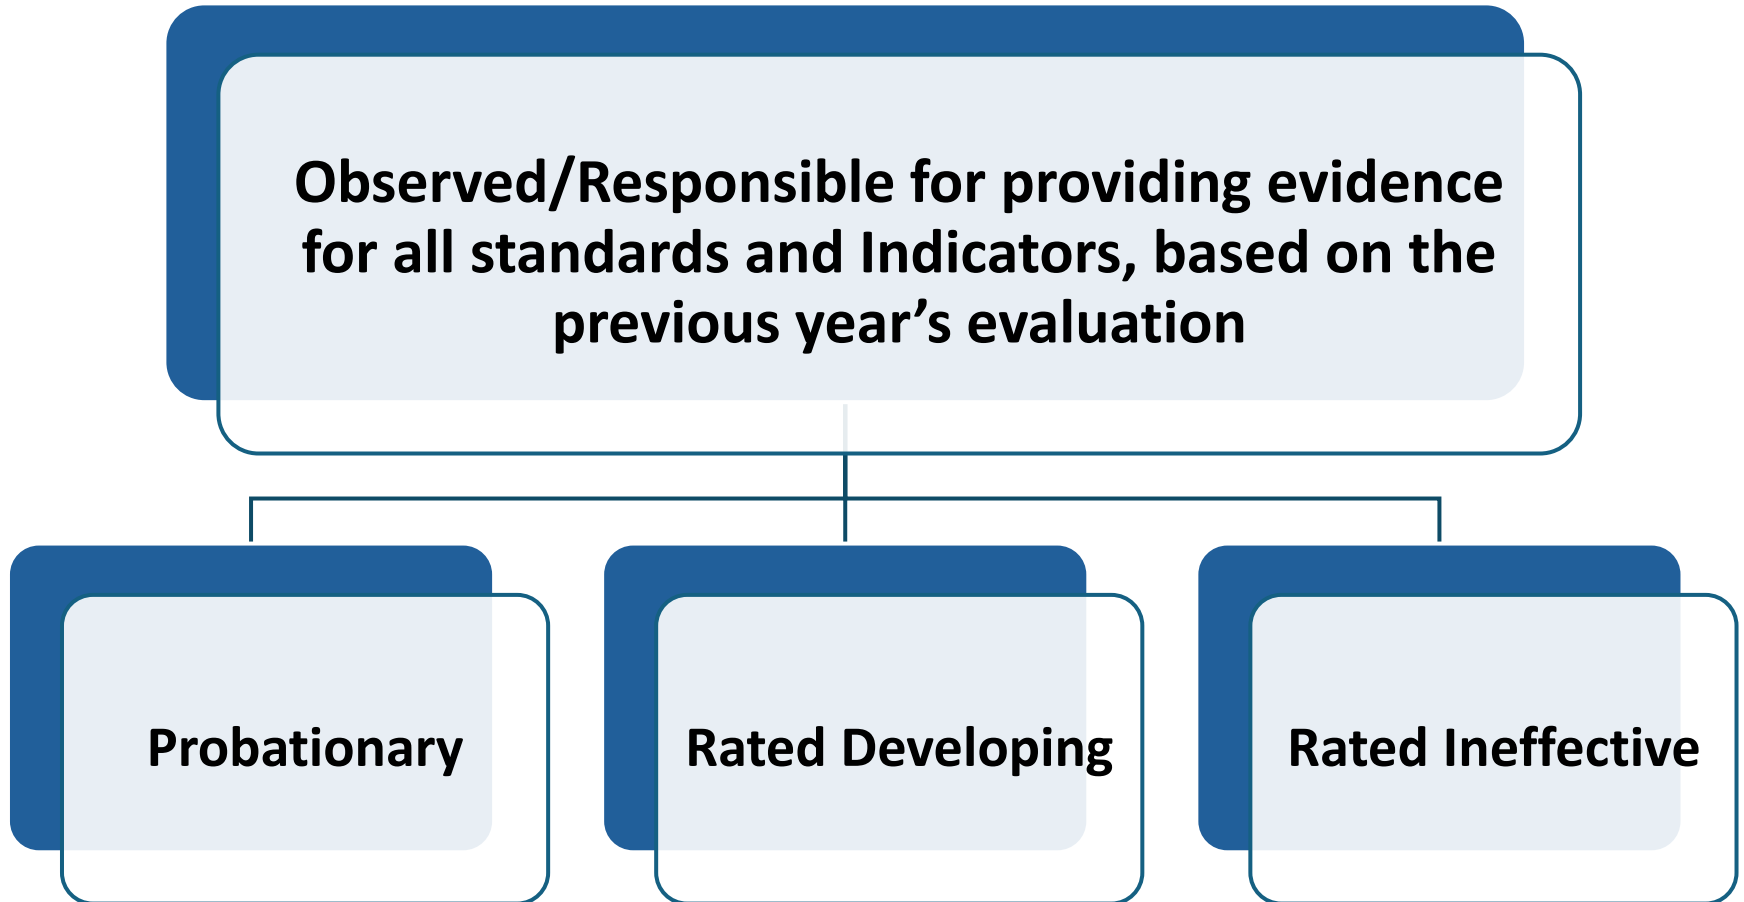 Observed/Responsible for providing evidence
for all standards and Indicators, based on the
previous year’s evaluation
Probationary
Rated Developing
Rated Ineffective